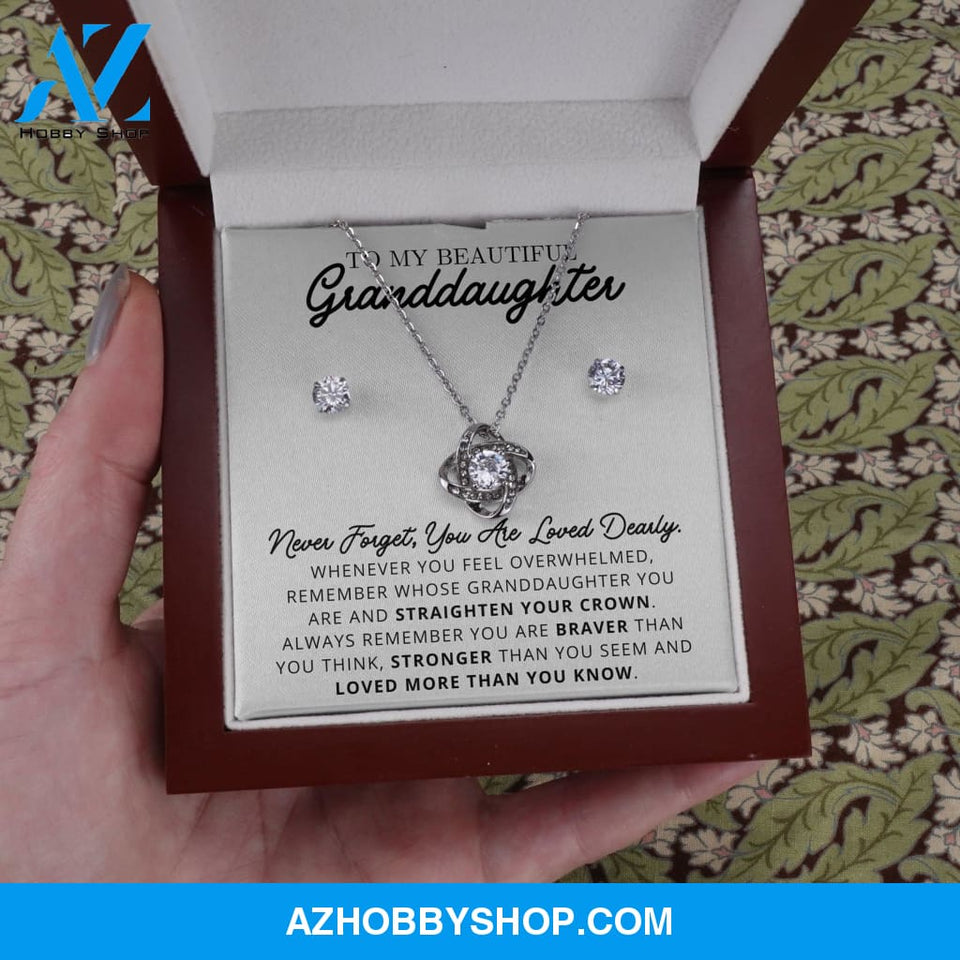 AZ
HOBBY SHOP
TO MY BEAUTIFUL
Granddaughter
Never Forget, You Are Loved Dearly.
WHENEVER YOU FEEL OVERWHELMED,
REMEMBER WHOSE GRANDDAUGHTER YOU
ARE AND STRAIGHTEN YOUR CROWN.
ALWAYS REMEMBER YOU ARE BRAVER THAN
YOU THINK, STRONGER THAN YOU SEEM AND
LOVED MORE THAN YOU KNOW.
AZHOBBYSHOP.COM